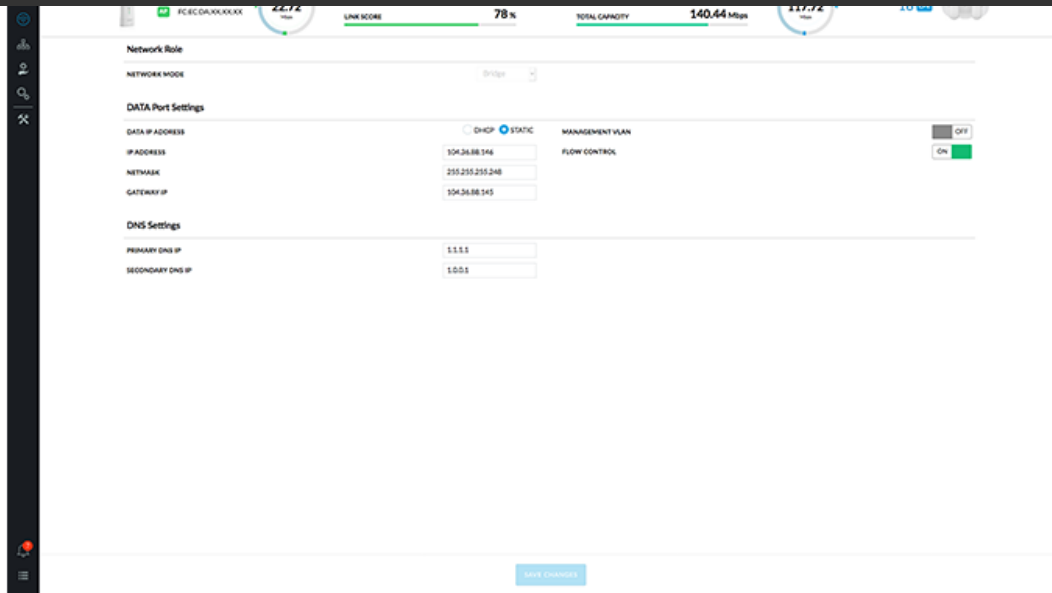 AP FC:EC:DA:XX:XX:XX 22.72 Mbps LINK SCORE 78 % TOTAL CAPACITY 140.44 Mbps 117.72 Mbps
Network Role
NETWORK MODE Bridge
DATA Port Settings
DATA IP ADDRESS DHCP STATIC MANAGEMENT VLAN OFF
IP ADDRESS 104.36.88.146 FLOW CONTROL ON
NETMASK 255.255.255.248
GATEWAY IP 104.36.88.145
DNS Settings
PRIMARY DNS IP 1.1.1.1
SECONDARY DNS IP 1.0.0.1
SAVE CHANGES